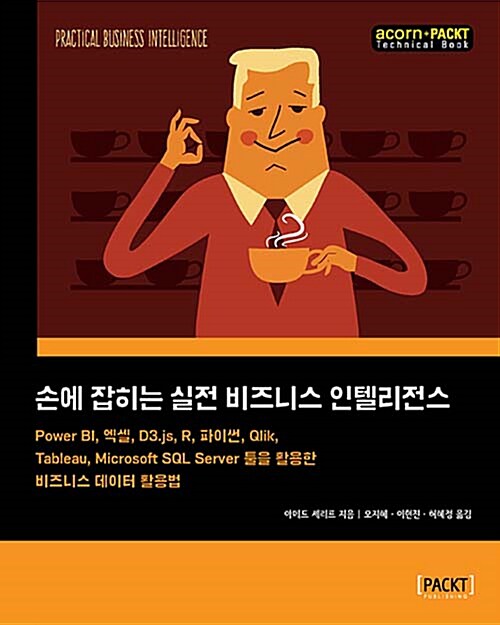 PRACTICAL BUSINESS INTELLIGENCE
acorn+PACKT
Technical Book
손에 잡히는 실전 비즈니스 인텔리전스
Power BI, 엑셀, D3.js, R, 파이썬, Qlik,
Tableau, Microsoft SQL Server 툴을 활용한
비즈니스 데이터 활용법
아마드 셰리프 지음 | 오지혜 · 이현진 · 허혜정 옮김
[PACKT]
PUBLISHING